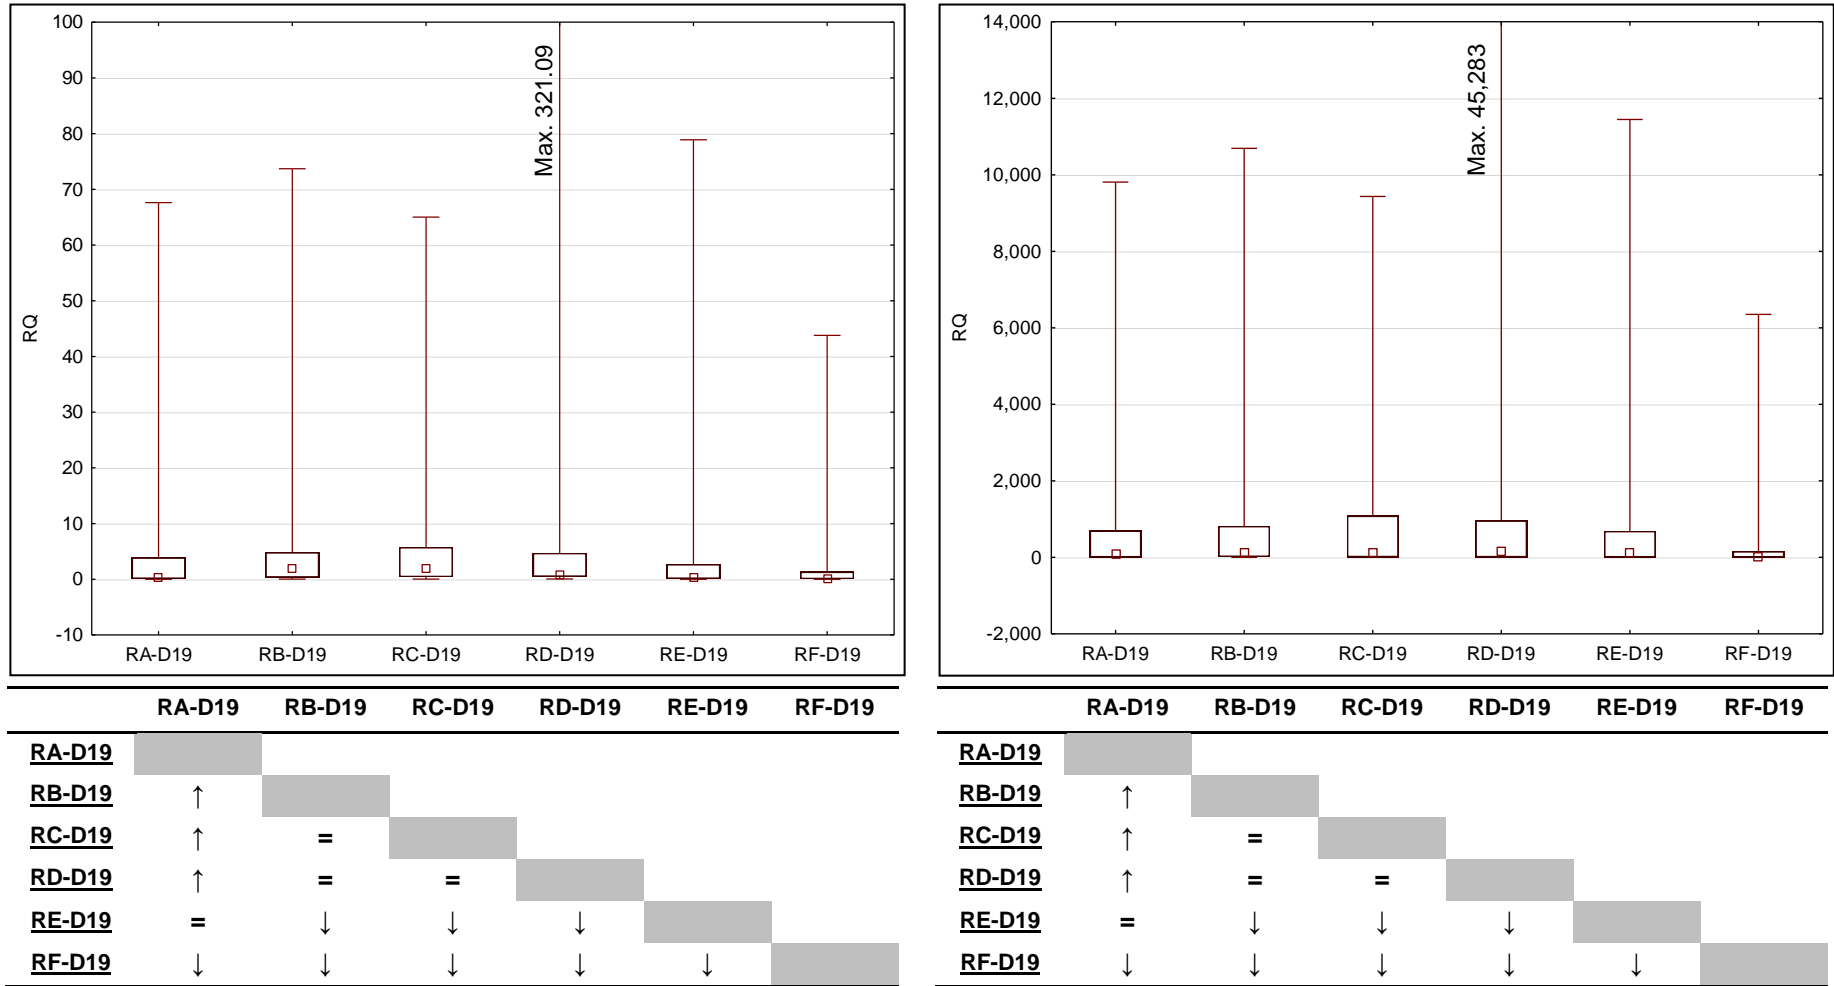 100
90
80
70
60
50
40
30
20
10
0
-10
RQ
Max. 321.09
RA-D19 RB-D19 RC-D19 RD-D19 RE-D19 RF-D19
14,000
12,000
10,000
8,000
6,000
4,000
2,000
0
-2,000
RQ
Max. 45,283
RA-D19 RB-D19 RC-D19 RD-D19 RE-D19 RF-D19
RA-D19 RB-D19 RC-D19 RD-D19 RE-D19 RF-D19
RA-D19
RB-D19 ↑
RC-D19 ↑ =
RD-D19 ↑ = =
RE-D19 = ↓ ↓ ↓
RF-D19 ↓ ↓ ↓ ↓ ↓
RA-D19 RB-D19 RC-D19 RD-D19 RE-D19 RF-D19
RA-D19
RB-D19 ↑
RC-D19 ↑ =
RD-D19 ↑ = =
RE-D19 = ↓ ↓ ↓
RF-D19 ↓ ↓ ↓ ↓ ↓